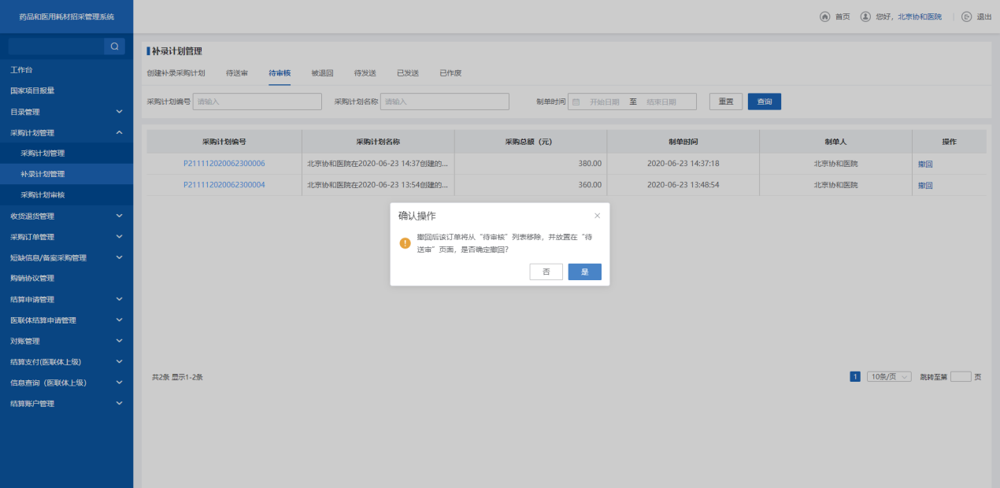 药品和医用耗材招采管理系统
首页 您好，北京协和医院 退出
工作台
国家项目报量
目录管理
采购计划管理
采购计划管理
补录计划管理
采购计划审核
收货退货管理
采购订单管理
短缺信息/备案采购管理
购销协议管理
结算申请管理
医联体结算申请管理
对账管理
结算支付(医联体上级)
信息查询（医联体上级）
结算账户管理
补录计划管理
创建补录采购计划 待送审 待审核 被退回 待发送 已发送 已作废
采购计划编号 请输入 采购计划名称 请输入 制单时间 开始日期 至 结束日期 重置 查询
采购计划编号 采购计划名称 采购总额（元） 制单时间 制单人 操作
P211112020062300006 北京协和医院在2020-06-23 14:37创建的... 380.00 2020-06-23 14:37:18 北京协和医院 撤回
P211112020062300004 北京协和医院在2020-06-23 13:54创建的... 360.00 2020-06-23 13:48:54 北京协和医院 撤回
确认操作
撤回后该订单将从“待审核”列表移除，并放置在“待
送审”页面，是否确定撤回?
否 是
共2条 显示1-2条 1 10条/页 跳转至第 页